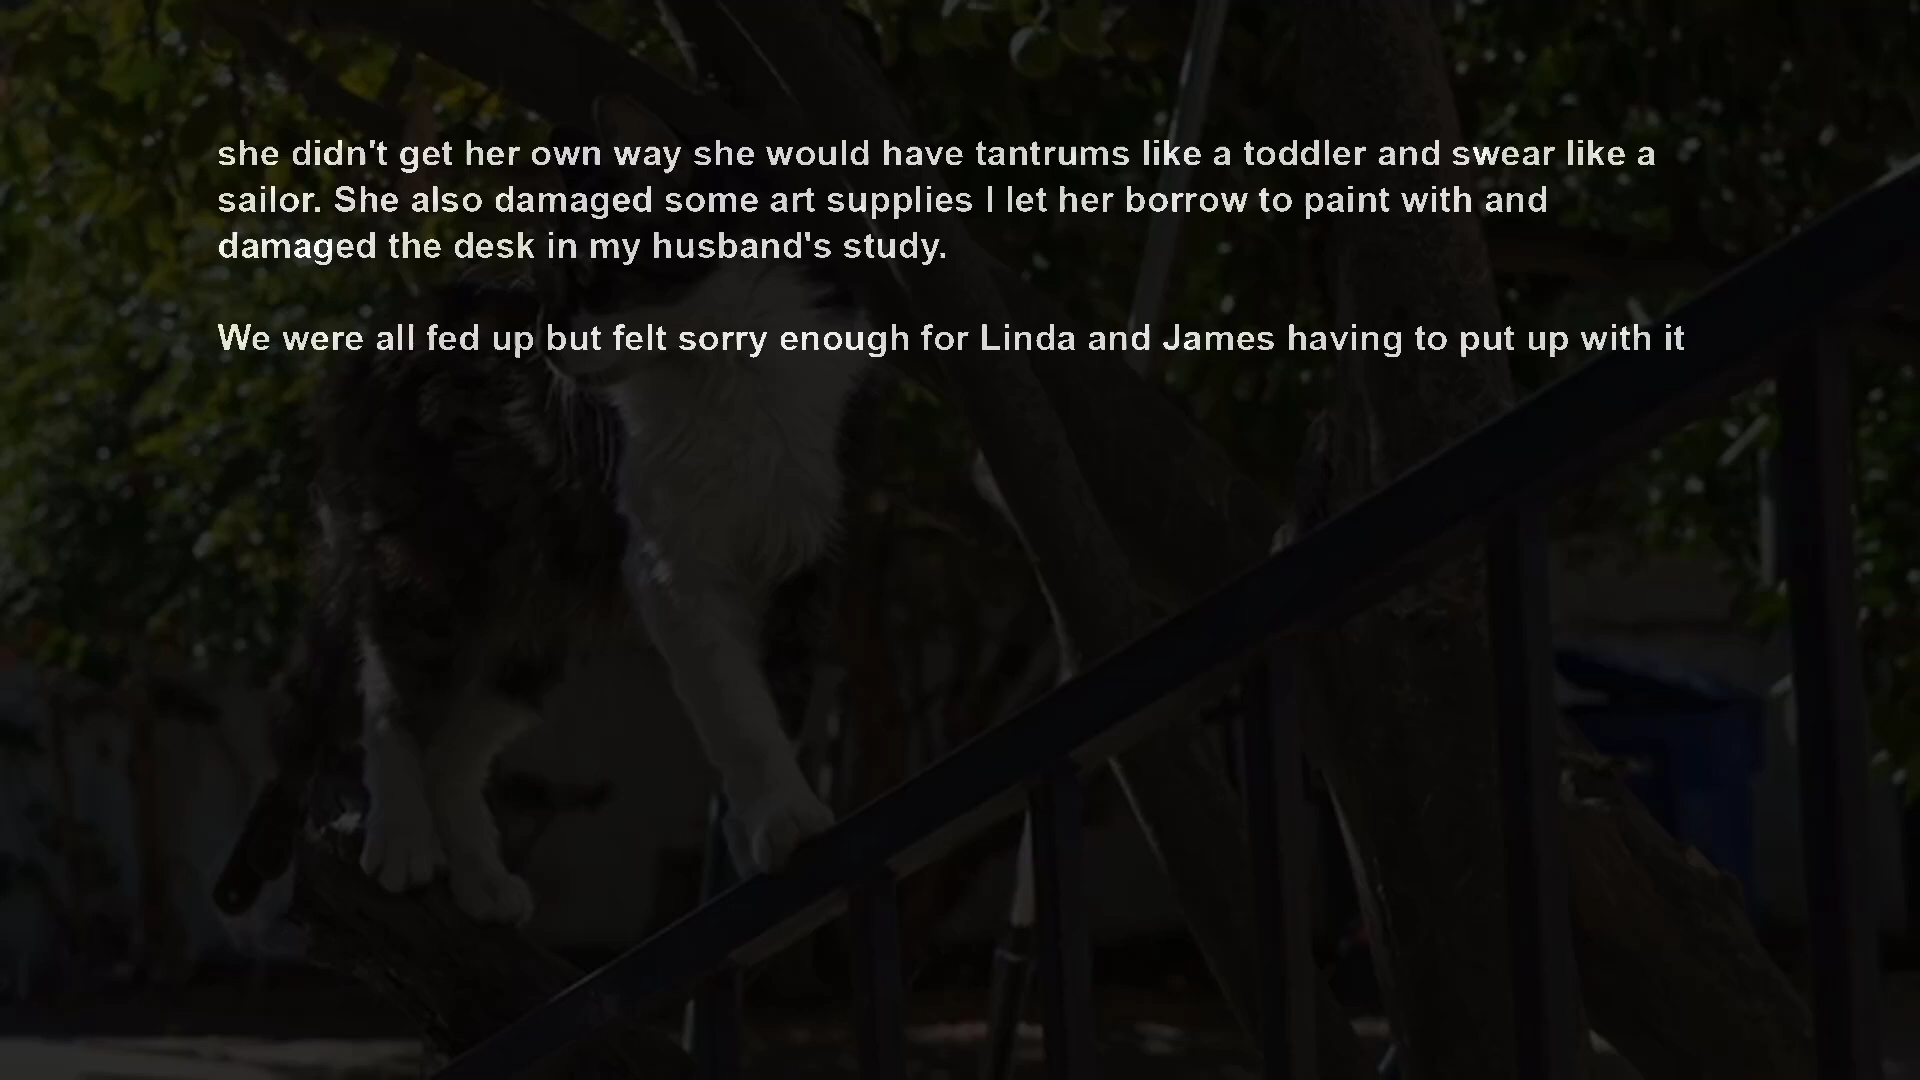 she didn't get her own way she would have tantrums like a toddler and swear like a
sailor. She also damaged some art supplies I let her borrow to paint with and
damaged the desk in my husband's study.
We were all fed up but felt sorry enough for Linda and James having to put up with it